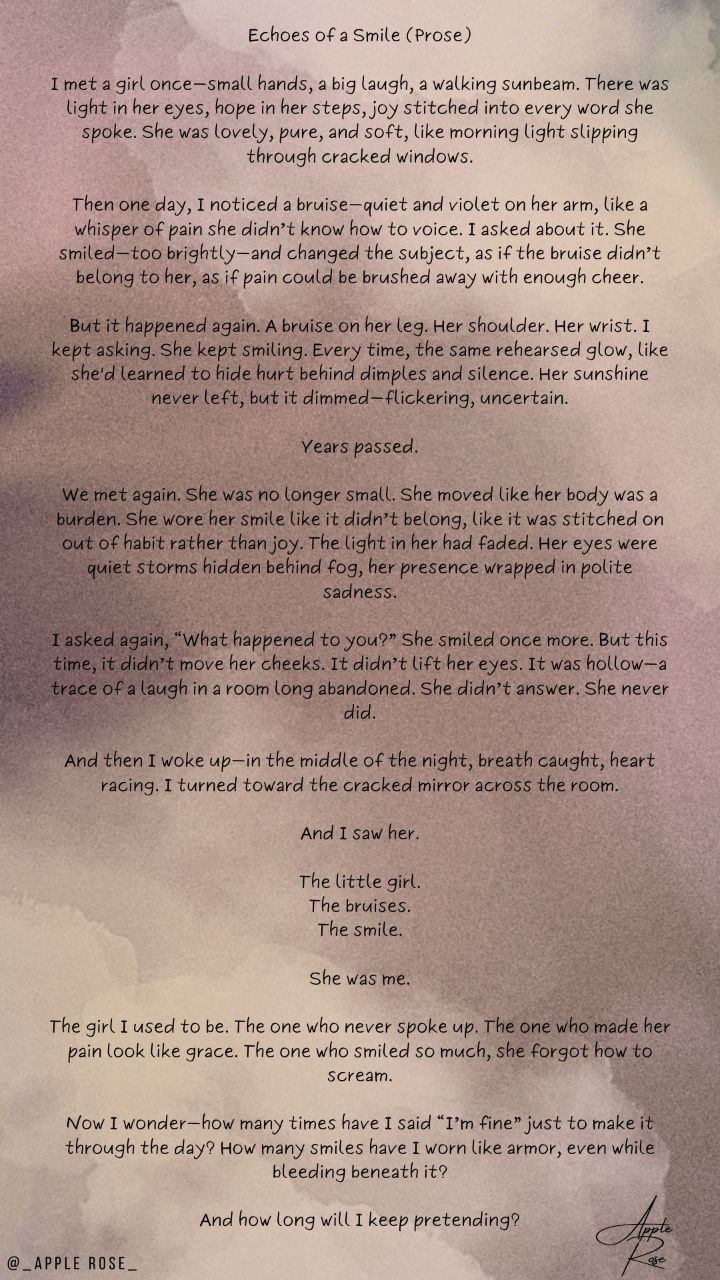 Echoes of a Smile (Prose)
I met a girl once—small hands, a big laugh, a walking sunbeam. There was
light in her eyes, hope in her steps, joy stitched into every word she
spoke. She was lovely, pure, and soft, like morning light slipping
through cracked windows.
Then one day, I noticed a bruise—quiet and violet on her arm, like a
whisper of pain she didn’t know how to voice. I asked about it. She
smiled—too brightly—and changed the subject, as if the bruise didn’t
belong to her, as if pain could be brushed away with enough cheer.
But it happened again. A bruise on her leg. Her shoulder. Her wrist. I
kept asking. She kept smiling. Every time, the same rehearsed glow, like
she'd learned to hide hurt behind dimples and silence. Her sunshine
never left, but it dimmed—flickering, uncertain.
Years passed.
We met again. She was no longer small. She moved like her body was a
burden. She wore her smile like it didn’t belong, like it was stitched on
out of habit rather than joy. The light in her had faded. Her eyes were
quiet storms hidden behind fog, her presence wrapped in polite
sadness.
I asked again, “What happened to you?” She smiled once more. But this
time, it didn’t move her cheeks. It didn’t lift her eyes. It was hollow—a
trace of a laugh in a room long abandoned. She didn’t answer. She never
did.
And then I woke up—in the middle of the night, breath caught, heart
racing. I turned toward the cracked mirror across the room.
And I saw her.
The little girl.
The bruises.
The smile.
She was me.
The girl I used to be. The one who never spoke up. The one who made her
pain look like grace. The one who smiled so much, she forgot how to
scream.
Now I wonder—how many times have I said “I’m fine” just to make it
through the day? How many smiles have I worn like armor, even while
bleeding beneath it?
And how long will I keep pretending?
Apple
Rose
@_APPLE ROSE_